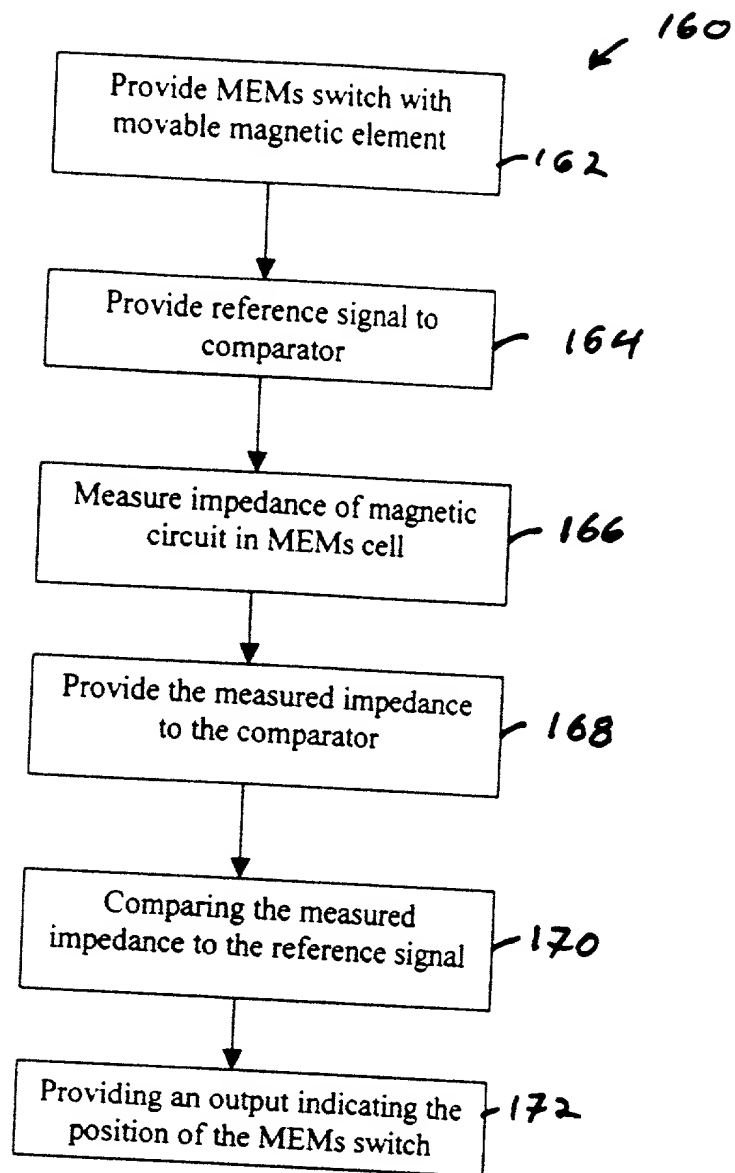 160
Provide MEMs switch with
movable magnetic element
162
Provide reference signal to
comparator
164
Measure impedance of magnetic
circuit in MEMs cell
166
Provide the measured impedance
to the comparator
168
Comparing the measured
impedance to the reference signal
170
Providing an output indicating the
position of the MEMs switch
172